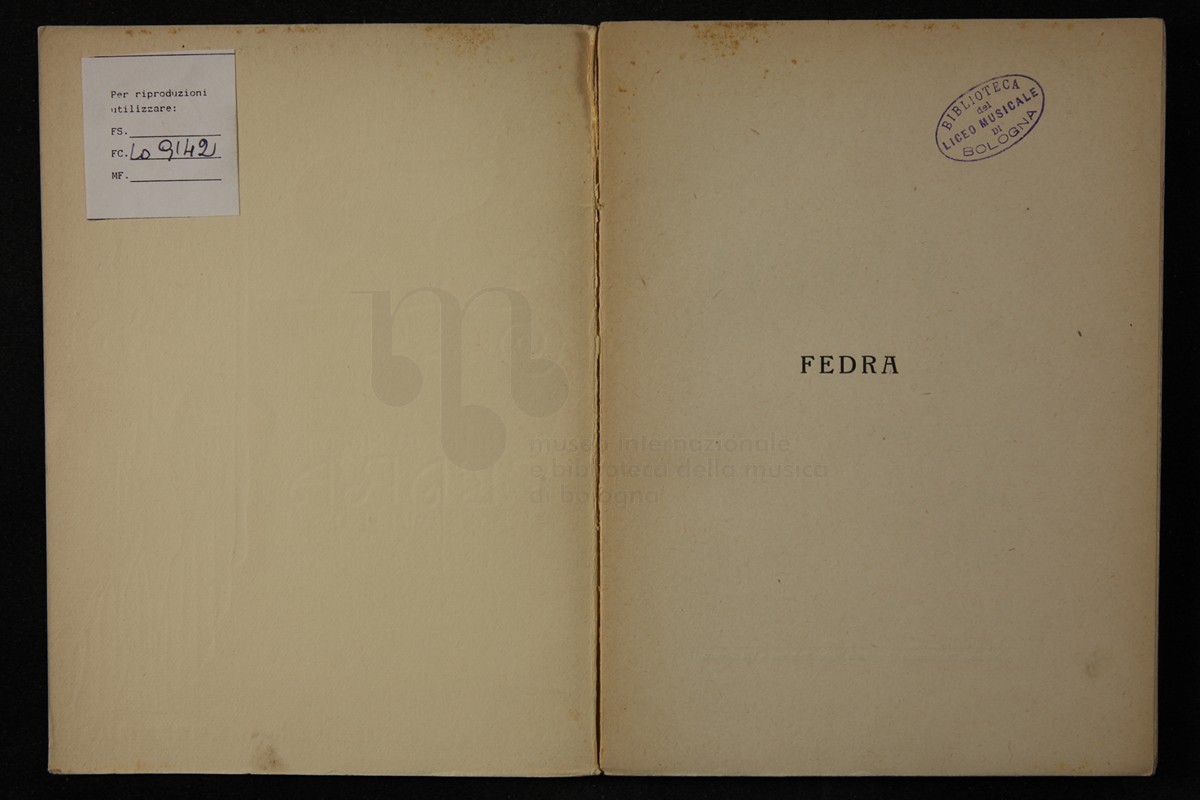 Per riproduzioni
utilizzare:
FS.
FC. Lo 9142
MF.
BIBLIOTECA
del
LICEO MUSICALE
DI
BOLOGNA
FEDRA
museo internazionale
e biblioteca della musica
di bologna